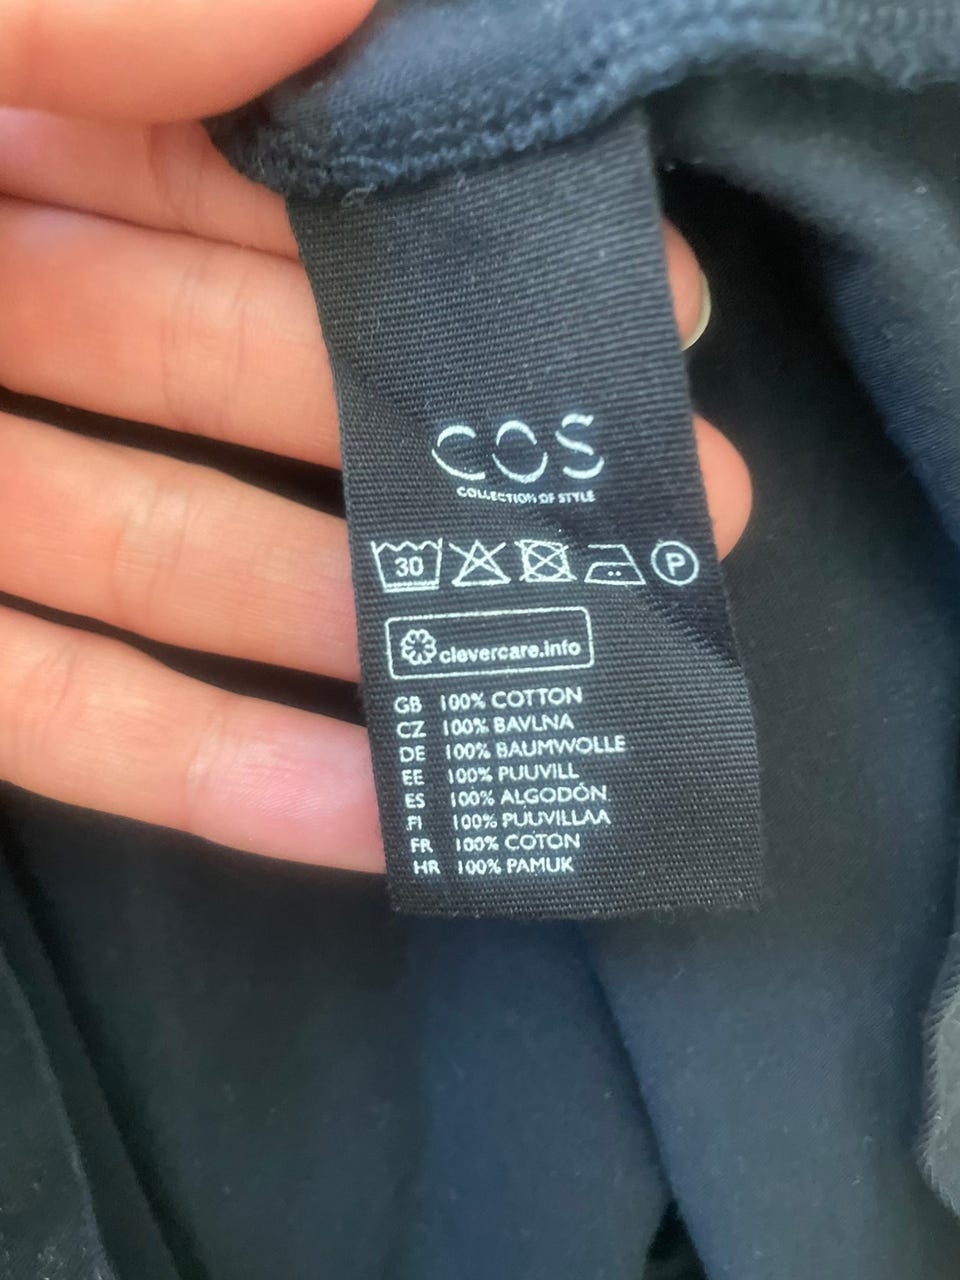 COS
COLLECTION OF STYLE
30 P
clevercare.info
GB 100% COTTON
CZ 100% BAVLNA
DE 100% BAUMWOLLE
EE 100% PUUVILL
ES 100% ALGODÓN
FI 100% PUUVILLAA
FR 100% COTON
HR 100% PAMUK